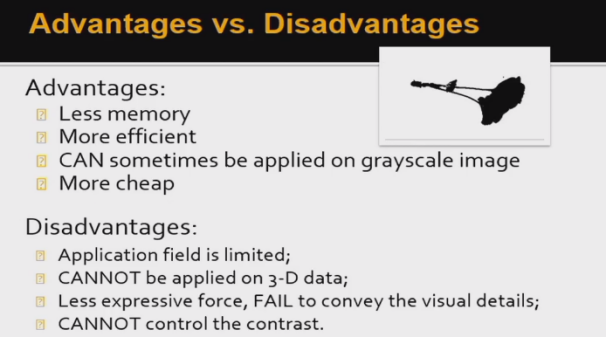 Advantages vs. Disadvantages
Advantages:
Less memory
More efficient
CAN sometimes be applied on grayscale image
More cheap
Disadvantages:
Application field is limited;
CANNOT be applied on 3-D data;
Less expressive force, FAIL to convey the visual details;
CANNOT control the contrast.